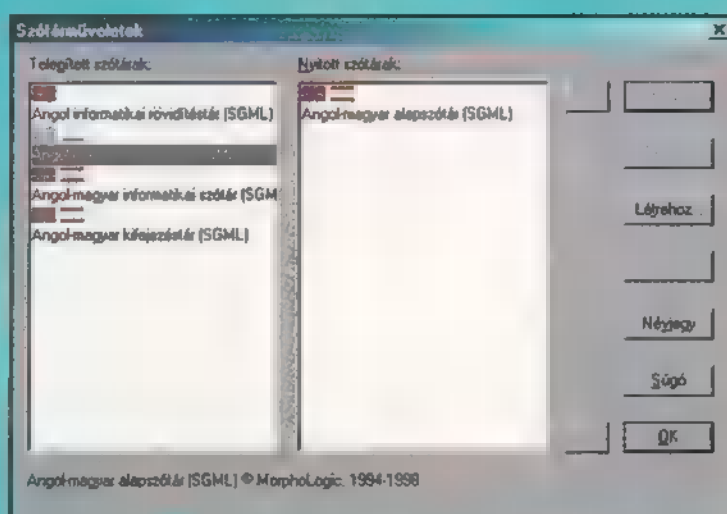 Szótárműveletek
Telepített szótárak:
Nyitott szótárak:
Angol informatikai rövidítéstár (SGML)
Angol-magyar alapszótár (SGML)
Angol-magyar informatikai szótár (SGM
Angol-magyar kifejezéstár (SGML)
Létrehoz
Névjegy
Súgó
OK
Angol-magyar alapszótár (SGML) © MorphoLogic, 1994-1998